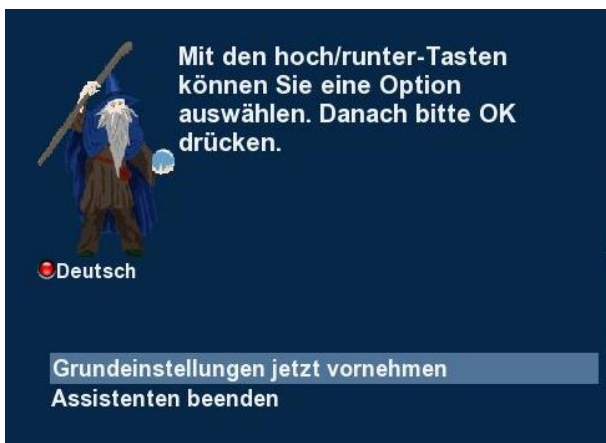 Mit den hoch/runter-Tasten
können Sie eine Option
auswählen. Danach bitte OK
drücken.
Deutsch
Grundeinstellungen jetzt vornehmen
Assistenten beenden